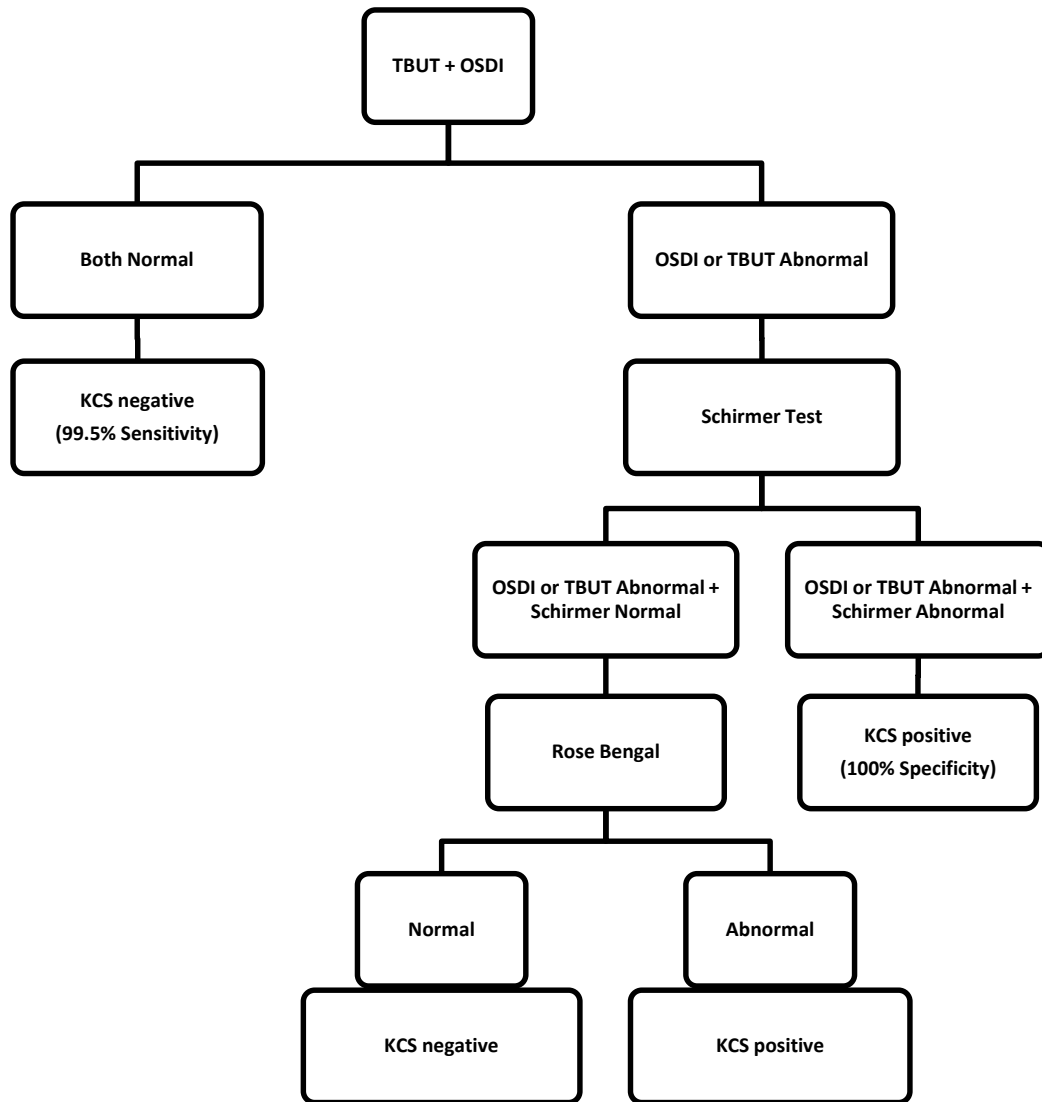 TBUT + OSDI
Both Normal
OSDI or TBUT Abnormal
KCS negative
(99.5% Sensitivity)
Schirmer Test
OSDI or TBUT Abnormal +
Schirmer Normal
OSDI or TBUT Abnormal +
Schirmer Abnormal
Rose Bengal
KCS positive
(100% Specificity)
Normal
Abnormal
KCS negative
KCS positive